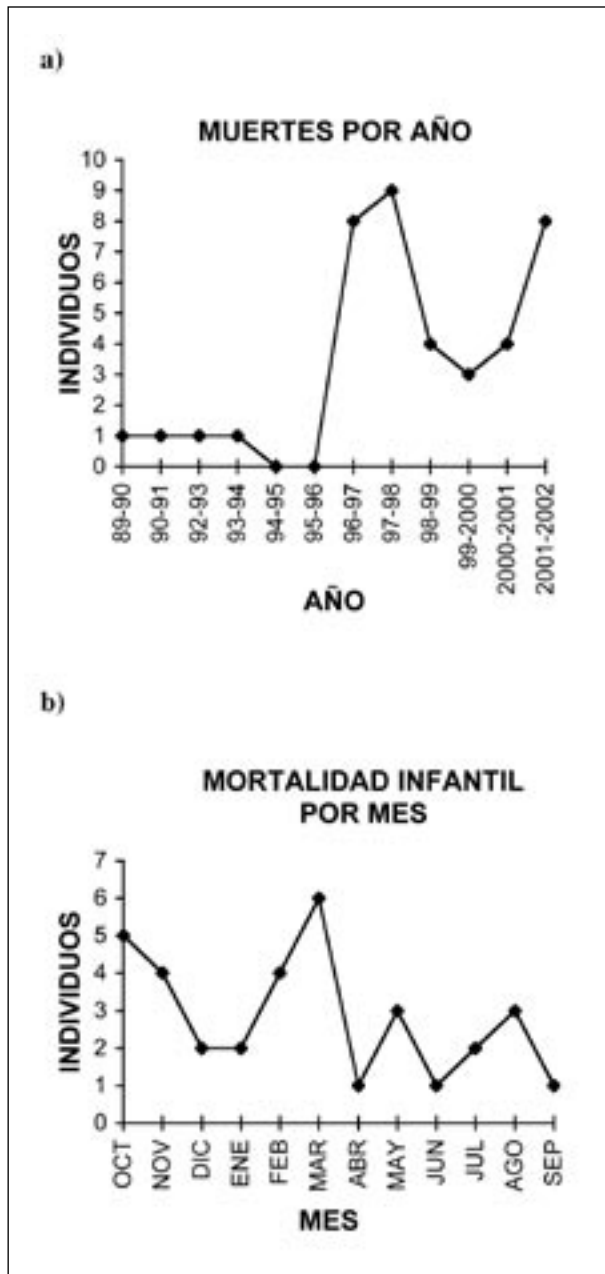 a)
MUERTES POR AÑO
10
9
8
7
6
5
4
3
2
1
0
INDIVIDUOS
89-90
90-91
92-93
93-94
94-95
95-96
96-97
97-98
98-99
99-2000
2000-2001
2001-2002
AÑO
b)
MORTALIDAD INFANTIL
POR MES
7
6
5
4
3
2
1
0
INDIVIDUOS
OCT
NOV
DIC
ENE
FEB
MAR
ABR
MAY
JUN
JUL
AGO
SEP
MES